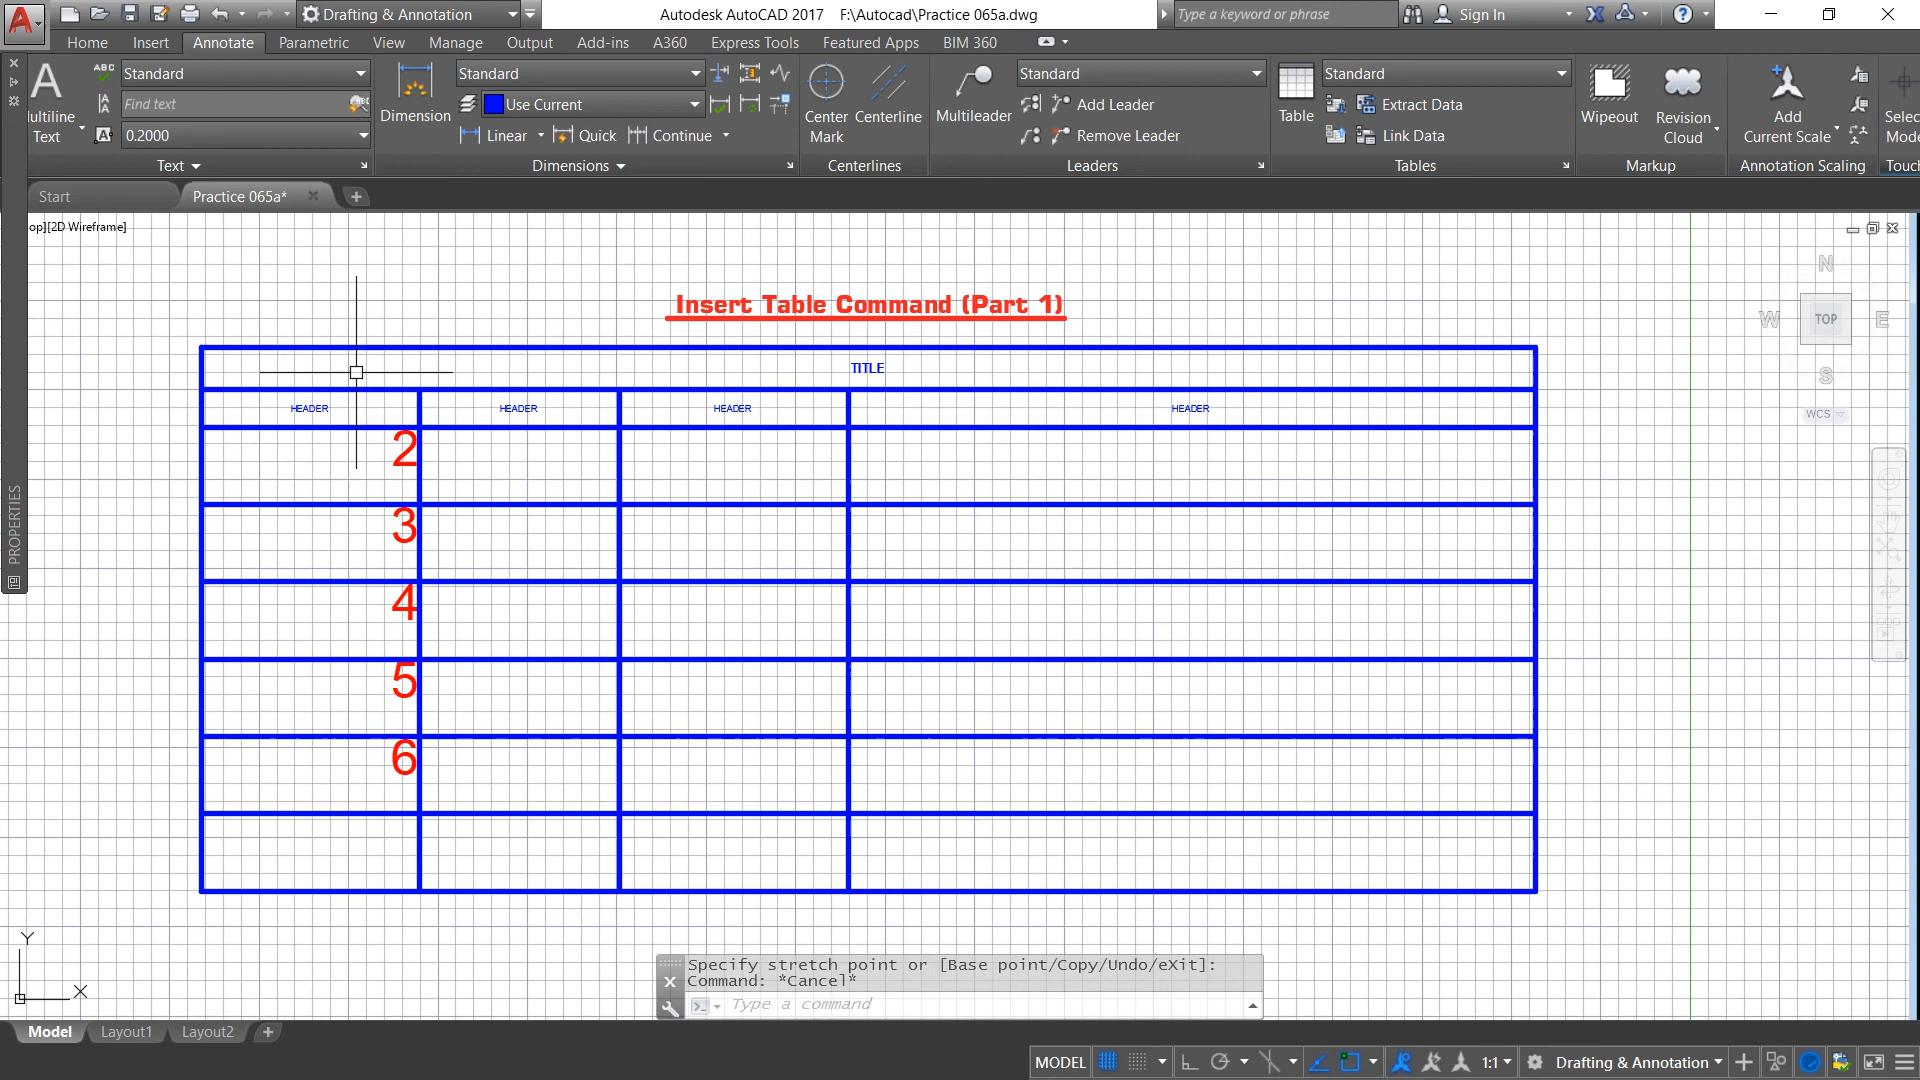 Drafting & Annotation
Autodesk AutoCAD 2017 F:\Autocad\Practice 065a.dwg
Type a keyword or phrase
Sign In
Home Insert Annotate Parametric View Manage Output Add-ins A360 Express Tools Featured Apps BIM 360
ABC Standard Standard Standard Standard
Find text Use Current Add Leader Extract Data
ultiline Text
0.2000
Dimension
Linear Quick Continue
Center Mark
Centerline
Multileader
Remove Leader
Table
Link Data
Wipeout
Revision Cloud
Add Current Scale
Selec Mode
Text Dimensions Centerlines Leaders Tables Markup Annotation Scaling Touch
Start Practice 065a*
op][2D Wireframe]
Insert Table Command (Part 1)
N
W TOP E
S
WCS
TITLE
HEADER HEADER HEADER HEADER
2
3
4
5
6
PROPERTIES
Y
X
Specify stretch point or [Base point/Copy/Undo/eXit]:
Command: *Cancel*
Type a command
Model Layout1 Layout2
MODEL 1:1 Drafting & Annotation